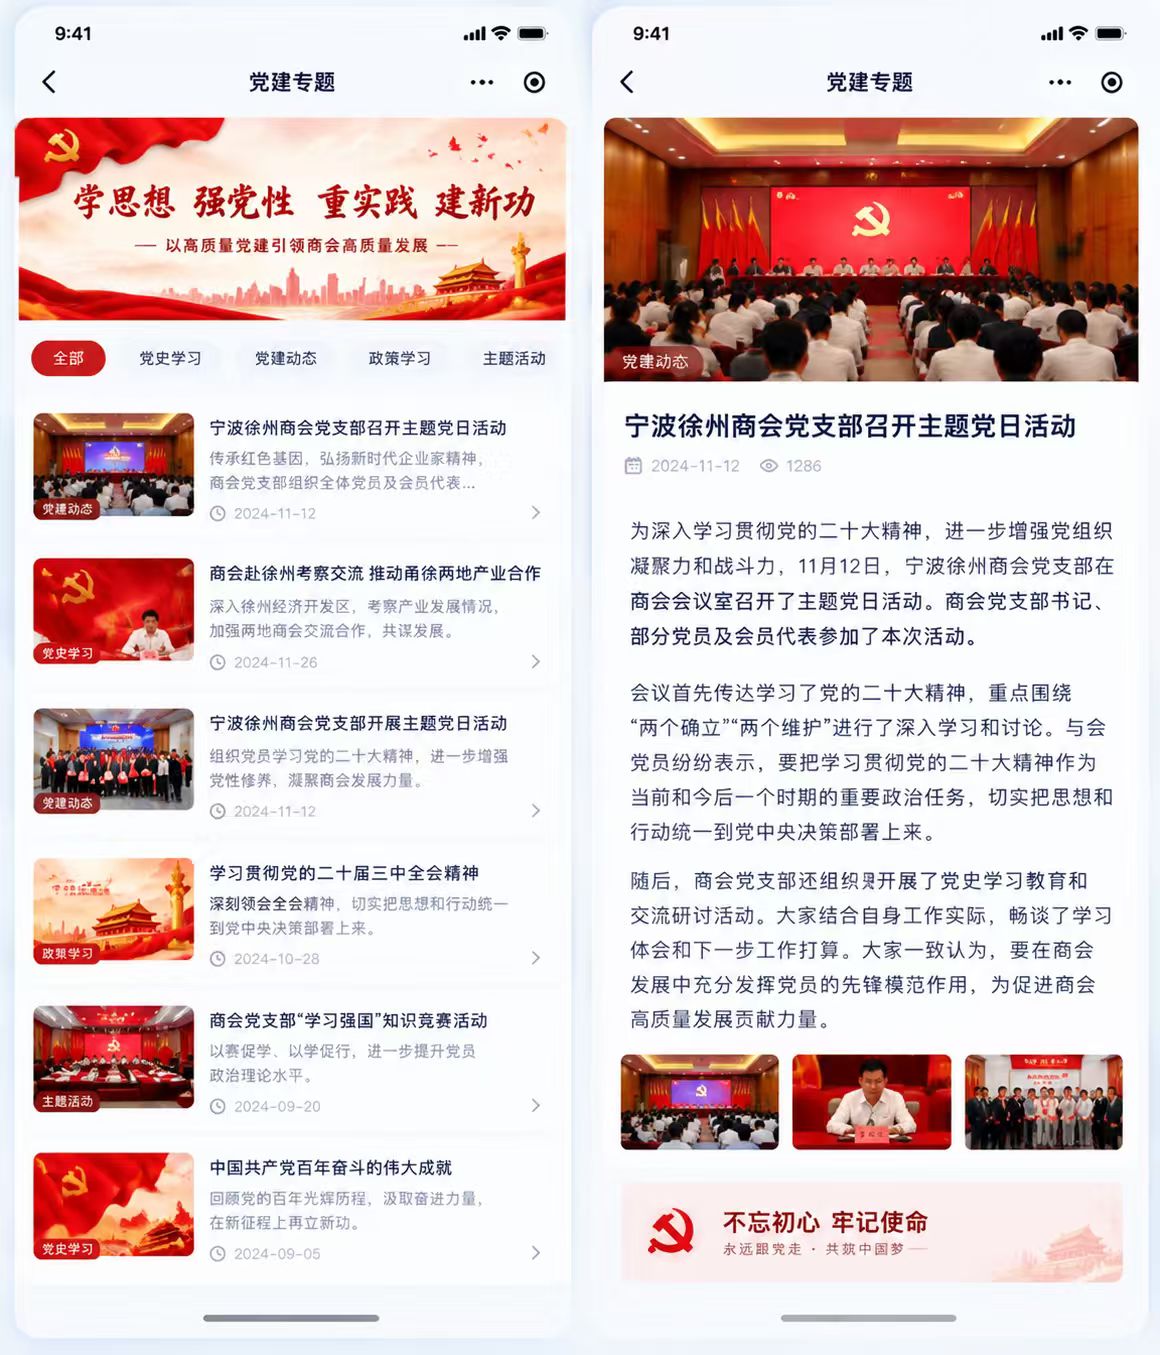 9:41
党建专题
学思想 强党性 重实践 建新功
以高质量党建引领商会高质量发展
全部 党史学习 党建动态 政策学习 主题活动
宁波徐州商会党支部召开主题党日活动
传承红色基因，弘扬新时代企业家精神，
商会党支部组织全体党员及会员代表...
党建动态
2024-11-12
商会赴徐州考察交流 推动甬徐两地产业合作
深入徐州经济开发区，考察产业发展情况，
加强两地商会交流合作，共谋发展。
党史学习
2024-11-26
宁波徐州商会党支部开展主题党日活动
组织党员学习党的二十大精神，进一步增强
党性修养，凝聚商会发展力量。
党建动态
2024-11-12
学习贯彻党的二十届三中全会精神
深刻领会全会精神，切实把思想和行动统一
到党中央决策部署上来。
政策学习
2024-10-28
商会党支部“学习强国”知识竞赛活动
以赛促学、以学促行，进一步提升党员
政治理论水平。
主题活动
2024-09-20
中国共产党百年奋斗的伟大成就
回顾党的百年光辉历程，汲取奋进力量，
在新征程上再立新功。
党史学习
2024-09-05
9:41
党建专题
党建动态
宁波徐州商会党支部召开主题党日活动
2024-11-12 1286
为深入学习贯彻党的二十大精神，进一步增强党组织
凝聚力和战斗力，11月12日，宁波徐州商会党支部在
商会会议室召开了主题党日活动。商会党支部书记、
部分党员及会员代表参加了本次活动。
会议首先传达学习了党的二十大精神，重点围绕
“两个确立”“两个维护”进行了深入学习和讨论。与会
党员纷纷表示，要把学习贯彻党的二十大精神作为
当前和今后一个时期的重要政治任务，切实把思想和
行动统一到党中央决策部署上来。
随后，商会党支部还组织开展了党史学习教育和
交流研讨活动。大家结合自身工作实际，畅谈了学习
体会和下一步工作打算。大家一致认为，要在商会
发展中充分发挥党员的先锋模范作用，为促进商会
高质量发展贡献力量。
不忘初心 牢记使命
永远跟党走 · 共筑中国梦